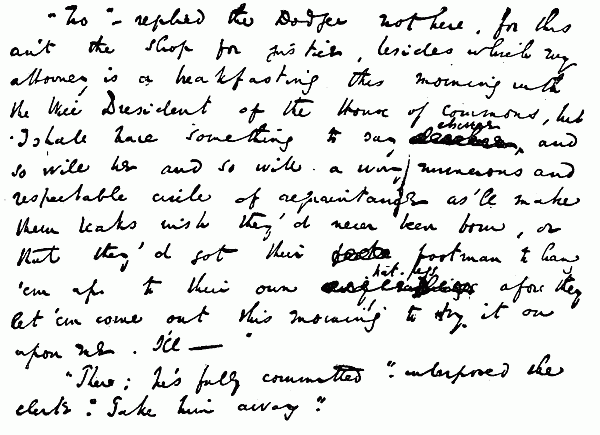 "No" - replied the Dodger not here, for this
ain't the shop for justice, besides which my
attorney is a breakfasting this morning with
the Wice President of the House of Commons, but
I shall have something to say , and
so will he and so will a wery numerous and
respectable circle of acquaintance as'll make
them beaks wish they'd never been born, or
that they'd got their footman to hang
hat-pegs
'em up to their own afore they
let 'em come out this morning to try it on
upon me. I'll — "
"There; he's fully committed". interposed the
clerk: "Take him away".